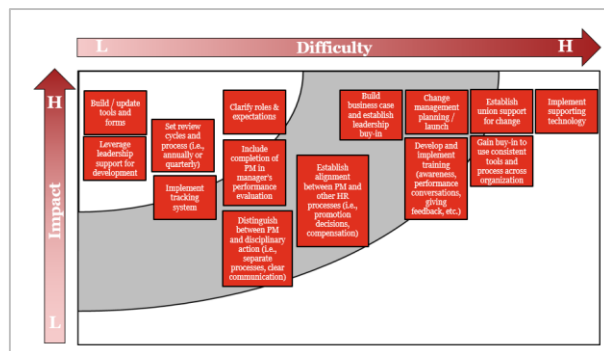 L
Difficulty
H
H
Impact
L
Build / update
tools and
forms
Leverage
leadership
support for
development
Set review
cycles and
process (i.e.,
annually or
quarterly)
Implement
tracking
system
Clarify roles &
expectations
Include
completion of
PM in
manager's
performance
evaluation
Distinguish
between PM
and disciplinary
action (i.e.,
separate
processes, clear
communication)
Establish
alignment
between PM and
other HR
processes (i.e.,
promotion
decisions,
compensation)
Build
business case
and establish
leadership
buy-in
Change
management
planning /
launch
Develop and
implement
training
(awareness,
performance
conversations,
giving
feedback, etc.)
Establish
union support
for change
Gain buy-in to
use consistent
tools and
process across
organization
Implement
supporting
technology